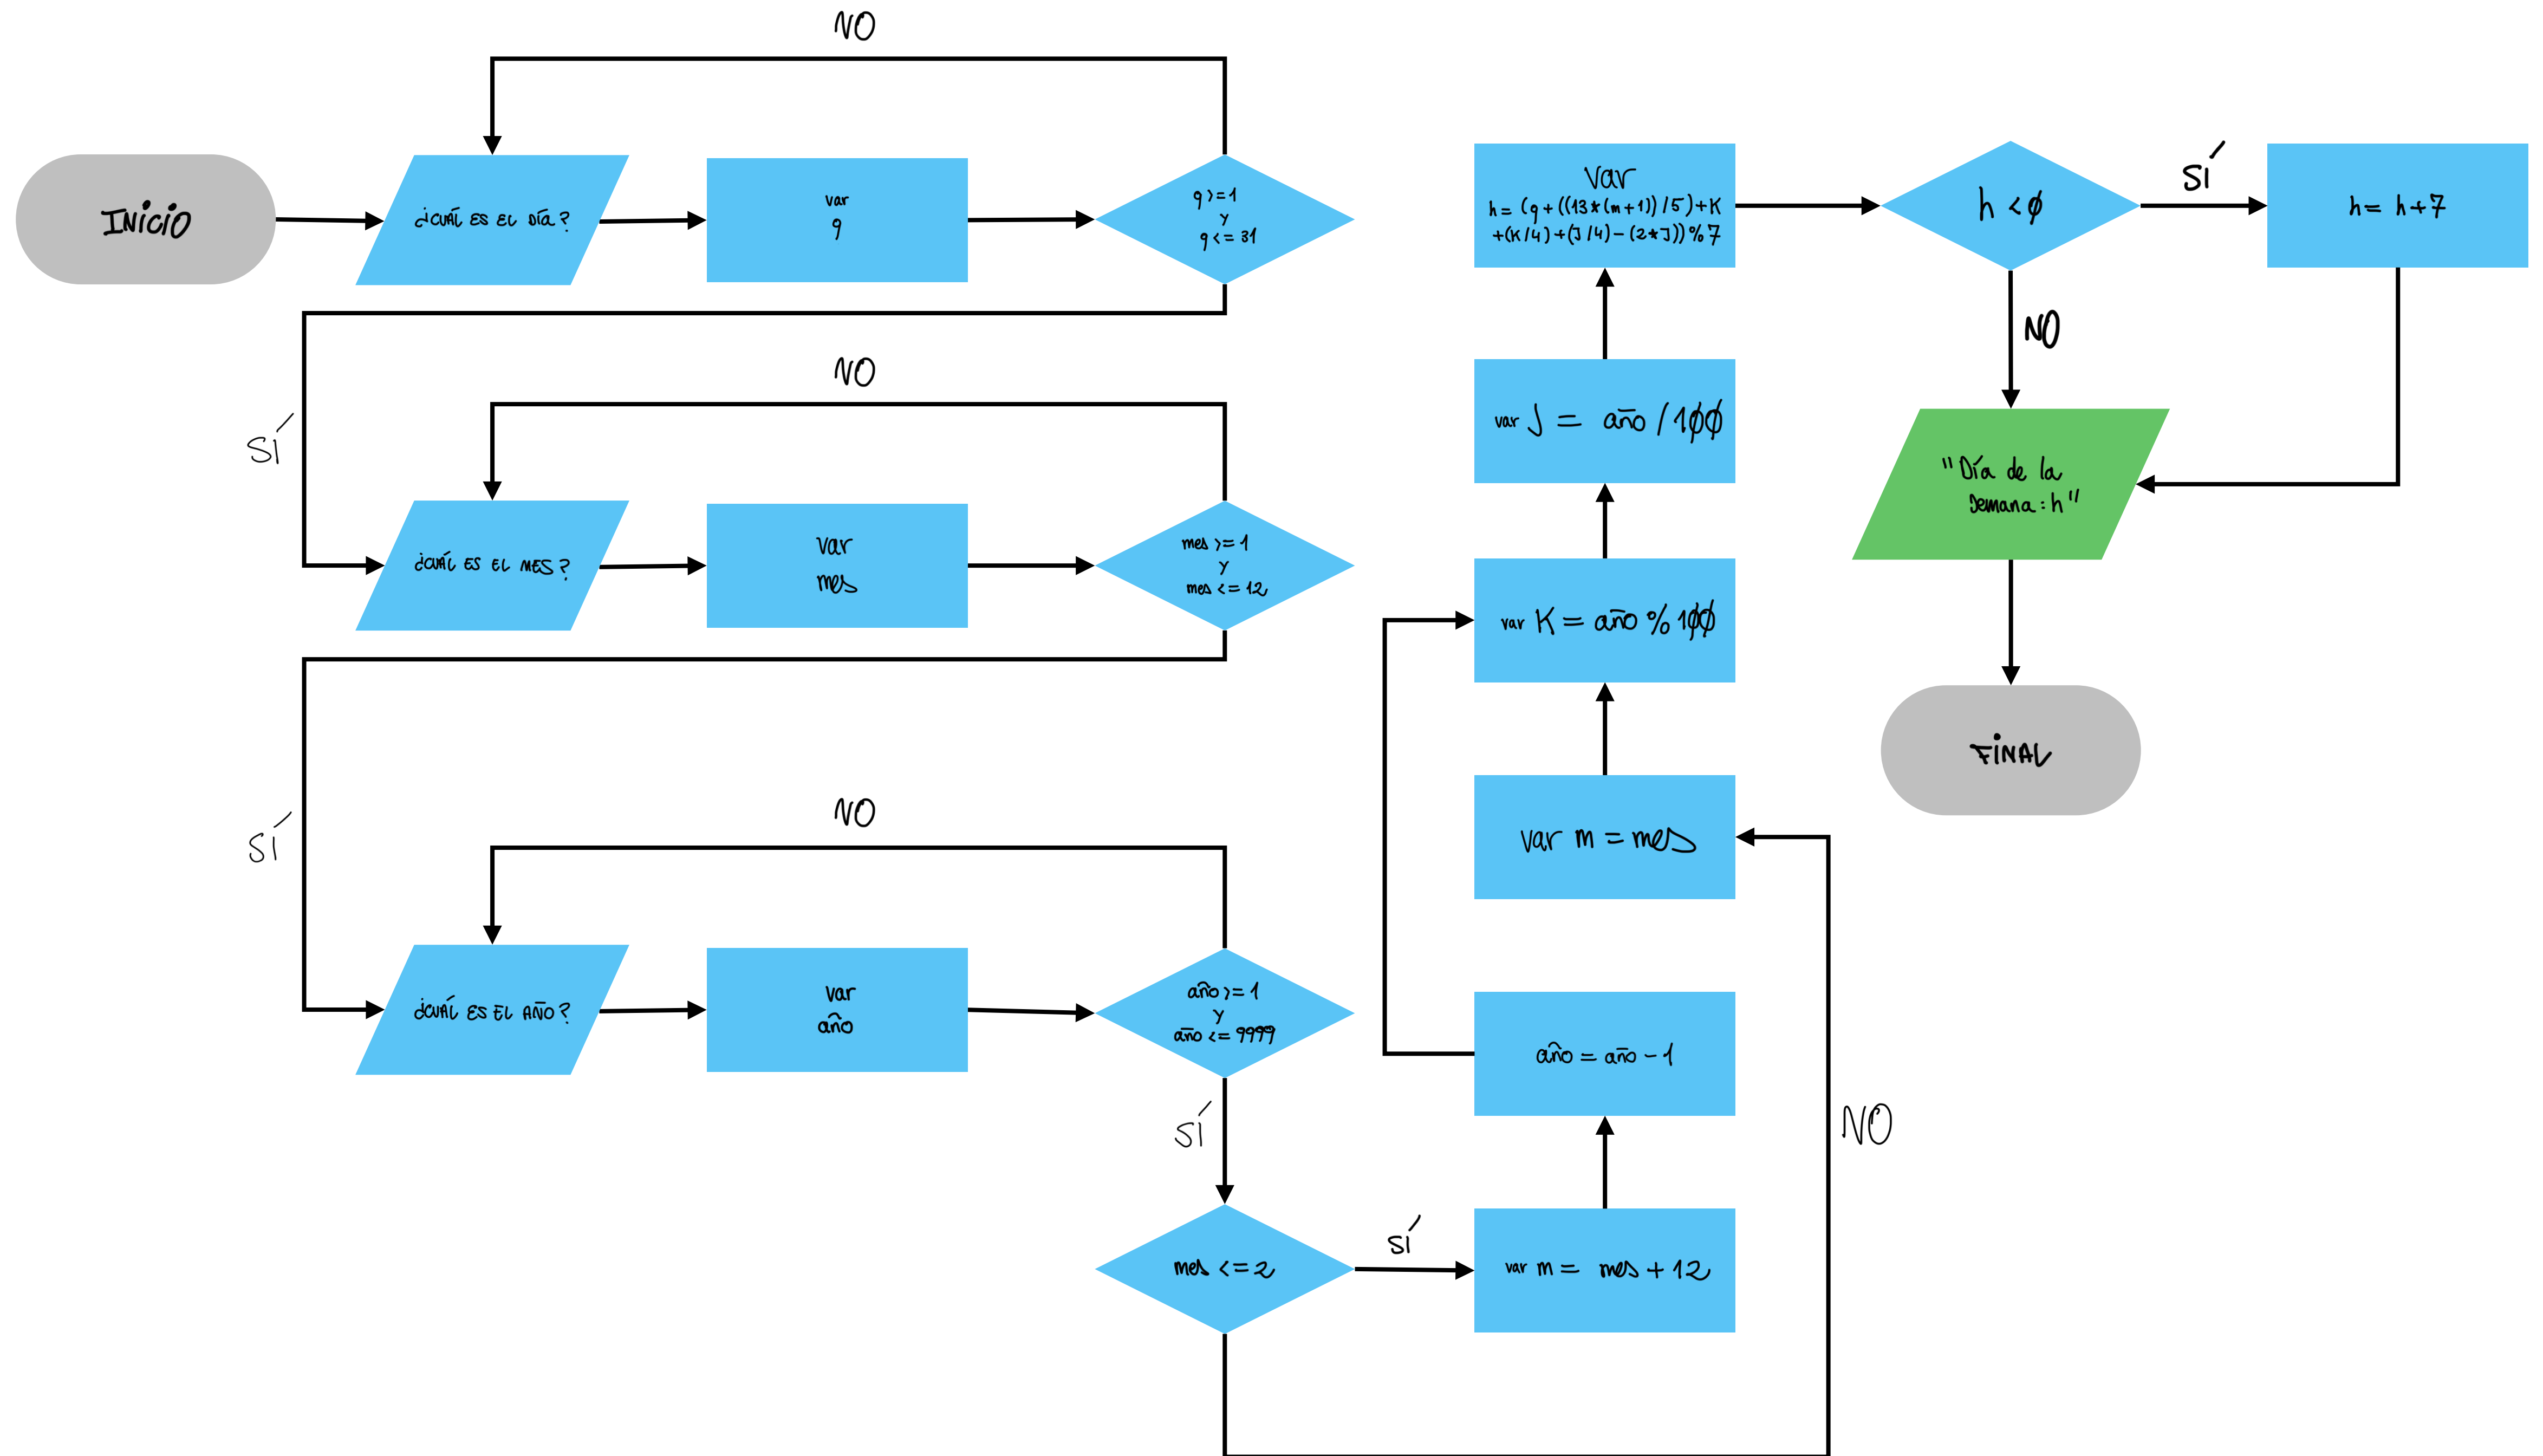 INICIO
NO
¿CUÁL ES EL DÍA?
var
q
q >= 1
y
q <= 31
SÍ
NO
¿CUÁL ES EL MES?
var
mes
mes >= 1
y
mes <= 12
SÍ
NO
¿CUÁL ES EL AÑO?
var
año
año >= 1
y
año <= 9999
SÍ
mes <= 2
SÍ
var m = mes + 12
año = año - 1
NO
var m = mes
var K = año % 100
var J = año / 100
var
h = (q + ((13*(m+1))/5) + K
+(K/4) + (J/4) - (2*J)) % 7
h < 0
SÍ
h = h + 7
NO
"Día de la
semana: h"
FINAL